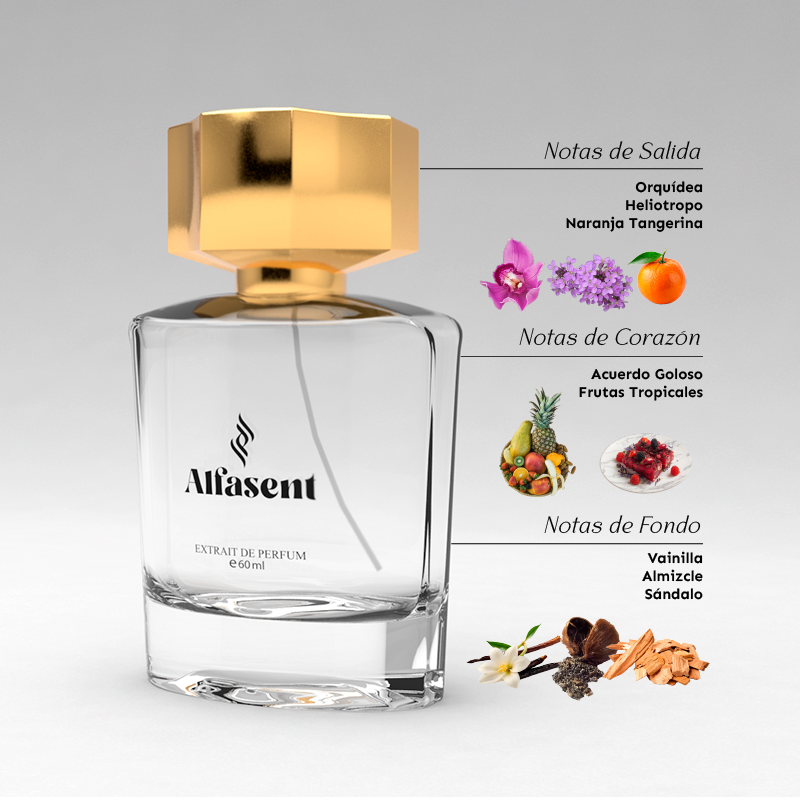 Notas de Salida
Orquídea
Heliotropo
Naranja Tangerina
Notas de Corazón
Acuerdo Goloso
Frutas Tropicales
Alfasent
EXTRAIT DE PERFUM
e60ml
Notas de Fondo
Vainilla
Almizcle
Sándalo